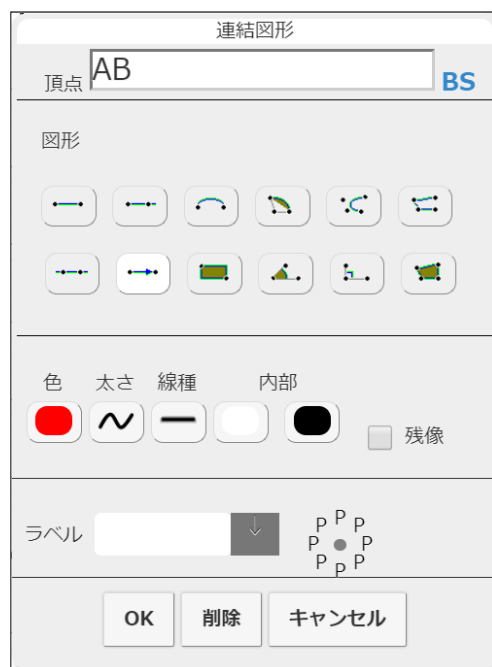 連結図形
頂点 AB BS
図形
色 太さ 線種 内部
残像
ラベル ↓ P P P P P P P P
OK 削除 キャンセル